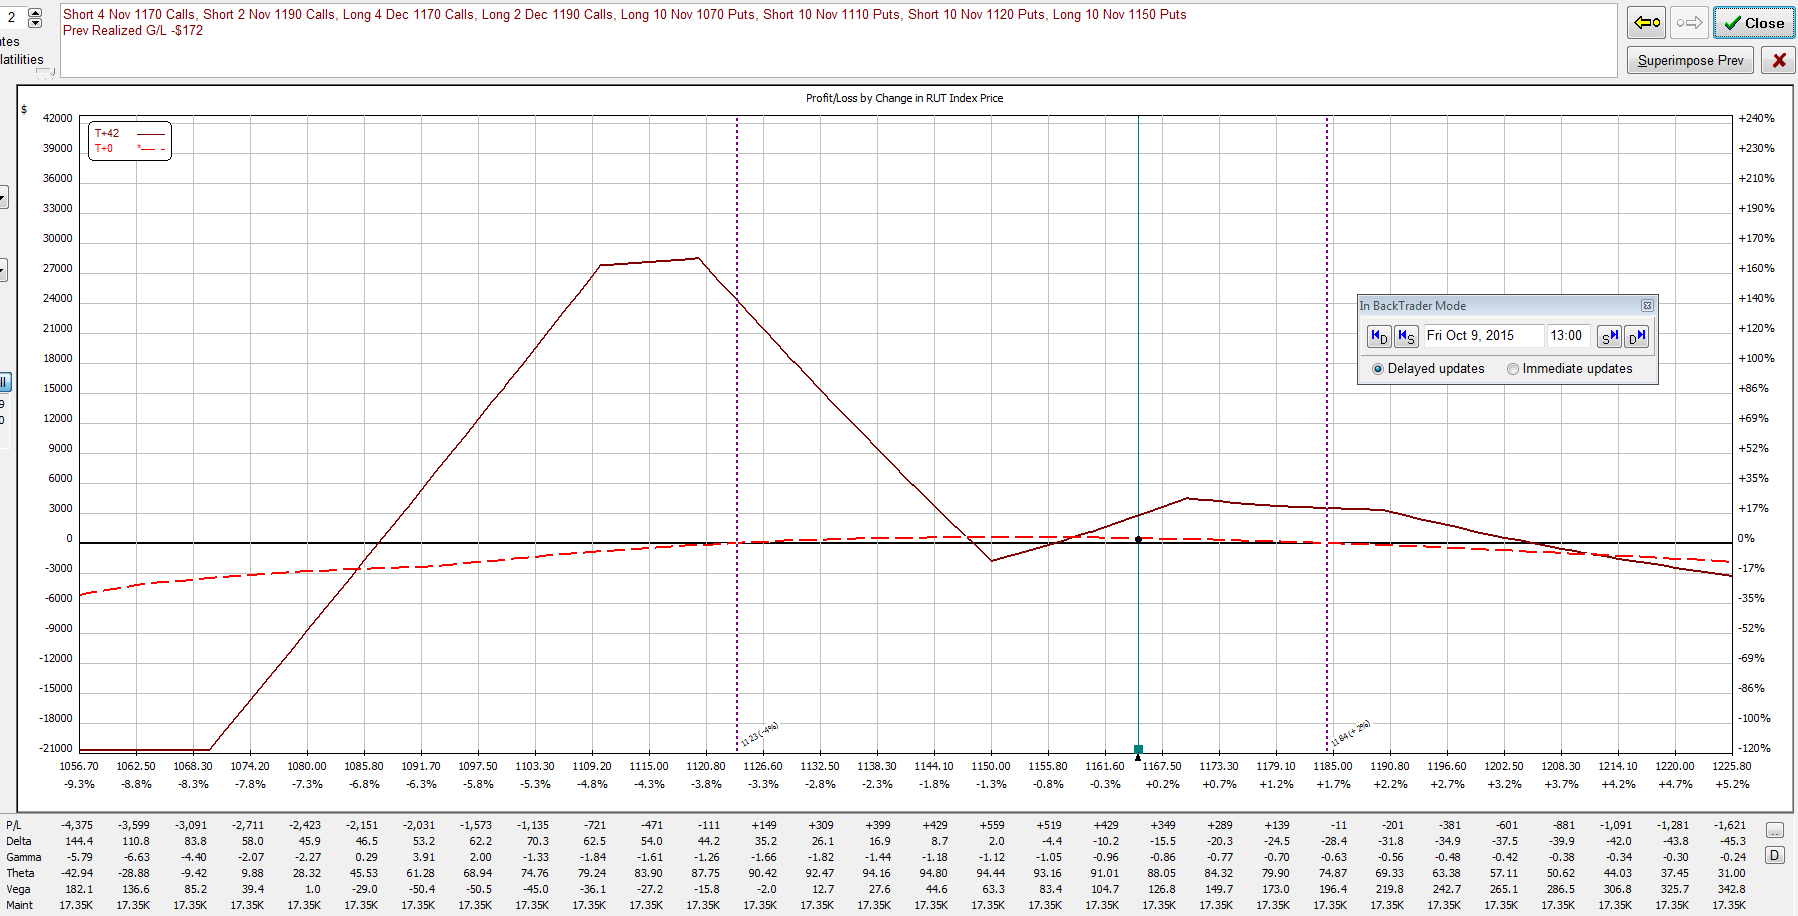 2
Short 4 Nov 1170 Calls, Short 2 Nov 1190 Calls, Long 4 Dec 1170 Calls, Long 2 Dec 1190 Calls, Long 10 Nov 1070 Puts, Short 10 Nov 1110 Puts, Short 10 Nov 1120 Puts, Long 10 Nov 1150 Puts
Prev Realized G/L -$172
Close
Superimpose Prev
Profit/Loss by Change in RUT Index Price
$
T+42
T+0
42000 +240%
39000 +230%
36000 +210%
33000 +190%
30000 +170%
27000 +160%
24000 +140%
21000 +120%
18000 +100%
15000 +86%
12000 +69%
9000 +52%
6000 +35%
3000 +17%
0 0%
-3000 -17%
-6000 -35%
-9000 -52%
-12000 -69%
-15000 -86%
-18000 -100%
-21000 -120%
In BackTrader Mode
D S Fri Oct 9, 2015 13:00 S D
Delayed updates Immediate updates
1123 (-4%) 1184 (+2%)
1056.70 1062.50 1068.30 1074.20 1080.00 1085.80 1091.70 1097.50 1103.30 1109.20 1115.00 1120.80 1126.60 1132.50 1138.30 1144.10 1150.00 1155.80 1161.60 1167.50 1173.30 1179.10 1185.00 1190.80 1196.60 1202.50 1208.30 1214.10 1220.00 1225.80
-9.3% -8.8% -8.3% -7.8% -7.3% -6.8% -6.3% -5.8% -5.3% -4.8% -4.3% -3.8% -3.3% -2.8% -2.3% -1.8% -1.3% -0.8% -0.3% +0.2% +0.7% +1.2% +1.7% +2.2% +2.7% +3.2% +3.7% +4.2% +4.7% +5.2%
P/L -4,375 -3,599 -3,091 -2,711 -2,423 -2,151 -2,031 -1,573 -1,135 -721 -471 -111 +149 +309 +399 +429 +559 +519 +429 +349 +289 +139 -11 -201 -381 -601 -881 -1,091 -1,281 -1,621
Delta 144.4 110.8 83.8 58.0 45.9 46.5 53.2 62.2 70.3 62.5 54.0 44.2 35.2 26.1 16.9 8.7 2.0 -4.4 -10.2 -15.5 -20.3 -24.5 -28.4 -31.8 -34.9 -37.5 -39.9 -42.0 -43.8 -45.3
Gamma -5.79 -6.63 -4.40 -2.07 -2.27 0.29 3.91 2.00 -1.33 -1.84 -1.61 -1.26 -1.66 -1.82 -1.44 -1.18 -1.12 -1.05 -0.96 -0.86 -0.77 -0.70 -0.63 -0.56 -0.48 -0.42 -0.38 -0.34 -0.30 -0.24
Theta -42.94 -28.88 -9.42 9.88 28.32 45.53 61.28 68.94 74.76 79.24 83.90 87.75 90.42 92.47 94.16 94.80 94.44 93.16 91.01 88.05 84.32 79.90 74.87 69.33 63.38 57.11 50.62 44.03 37.45 31.00
Vega 182.1 136.6 85.2 39.4 1.0 -29.0 -50.4 -50.5 -45.0 -36.1 -27.2 -15.8 -2.0 12.7 27.6 44.6 63.3 83.4 104.7 126.8 149.7 173.0 196.4 219.8 242.7 265.1 286.5 306.8 325.7 342.8
Maint 17.35K 17.35K 17.35K 17.35K 17.35K 17.35K 17.35K 17.35K 17.35K 17.35K 17.35K 17.35K 17.35K 17.35K 17.35K 17.35K 17.35K 17.35K 17.35K 17.35K 17.35K 17.35K 17.35K 17.35K 17.35K 17.35K 17.35K 17.35K 17.35K 17.35K
D